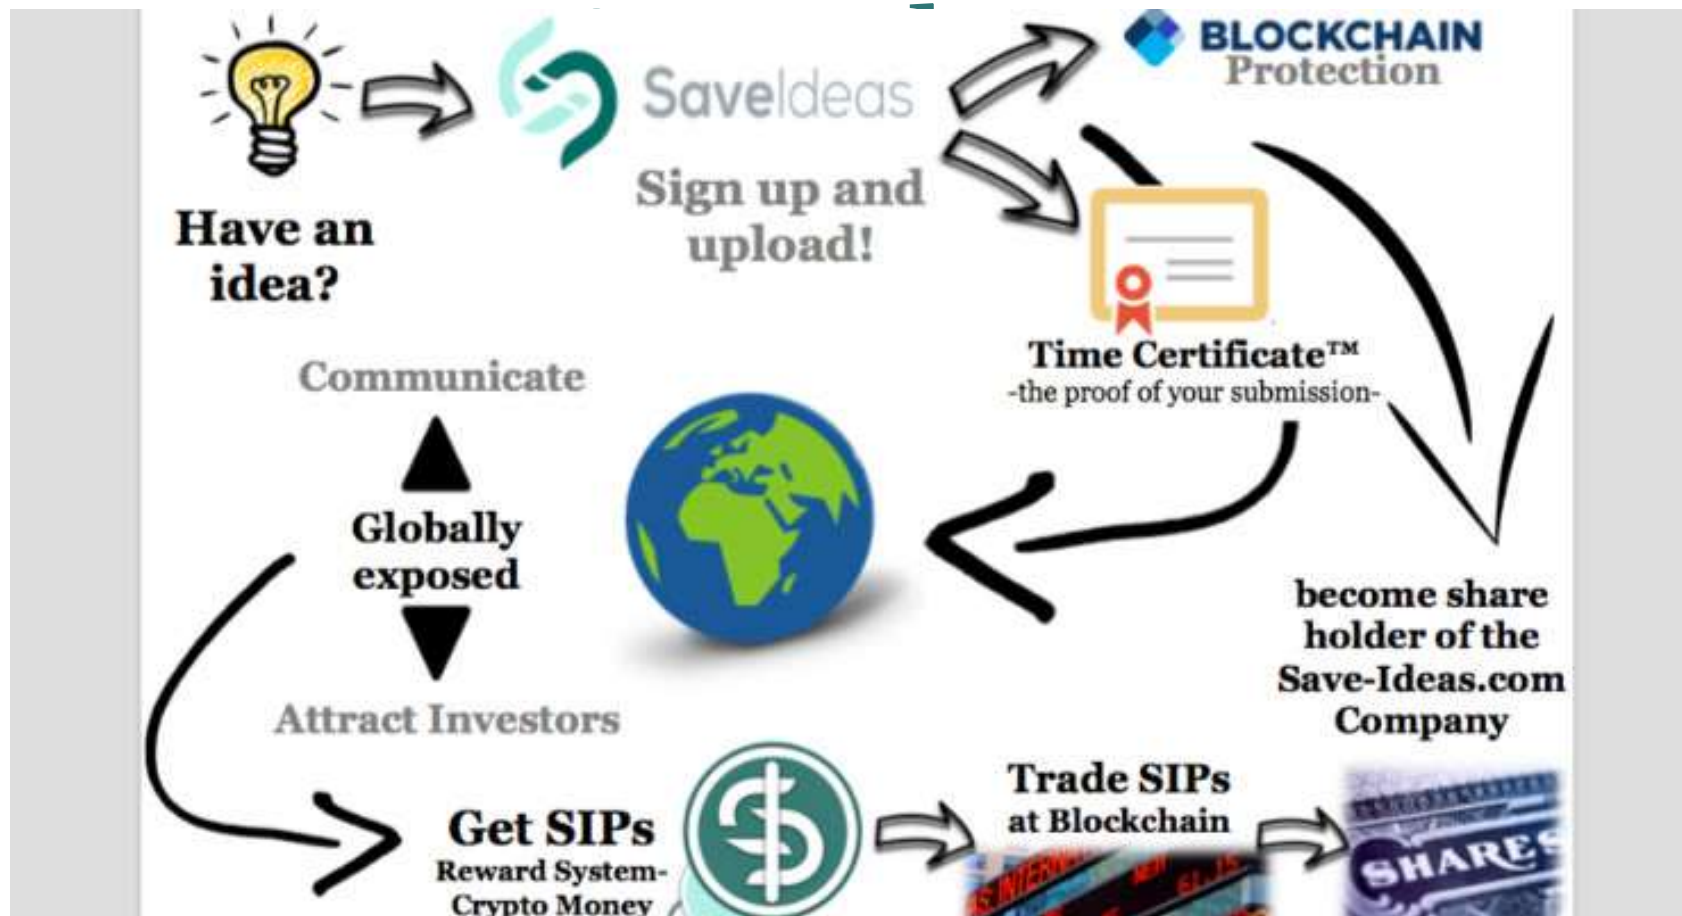 BLOCKCHAIN
Protection
SaveIdeas
Sign up and
upload!
Have an
idea?
Time Certificate™
-the proof of your submission-
Communicate
Globally
exposed
Attract Investors
become share
holder of the
Save-Ideas.com
Company
Get SIPs
Reward System-
Crypto Money
Trade SIPs
at Blockchain
SHARES